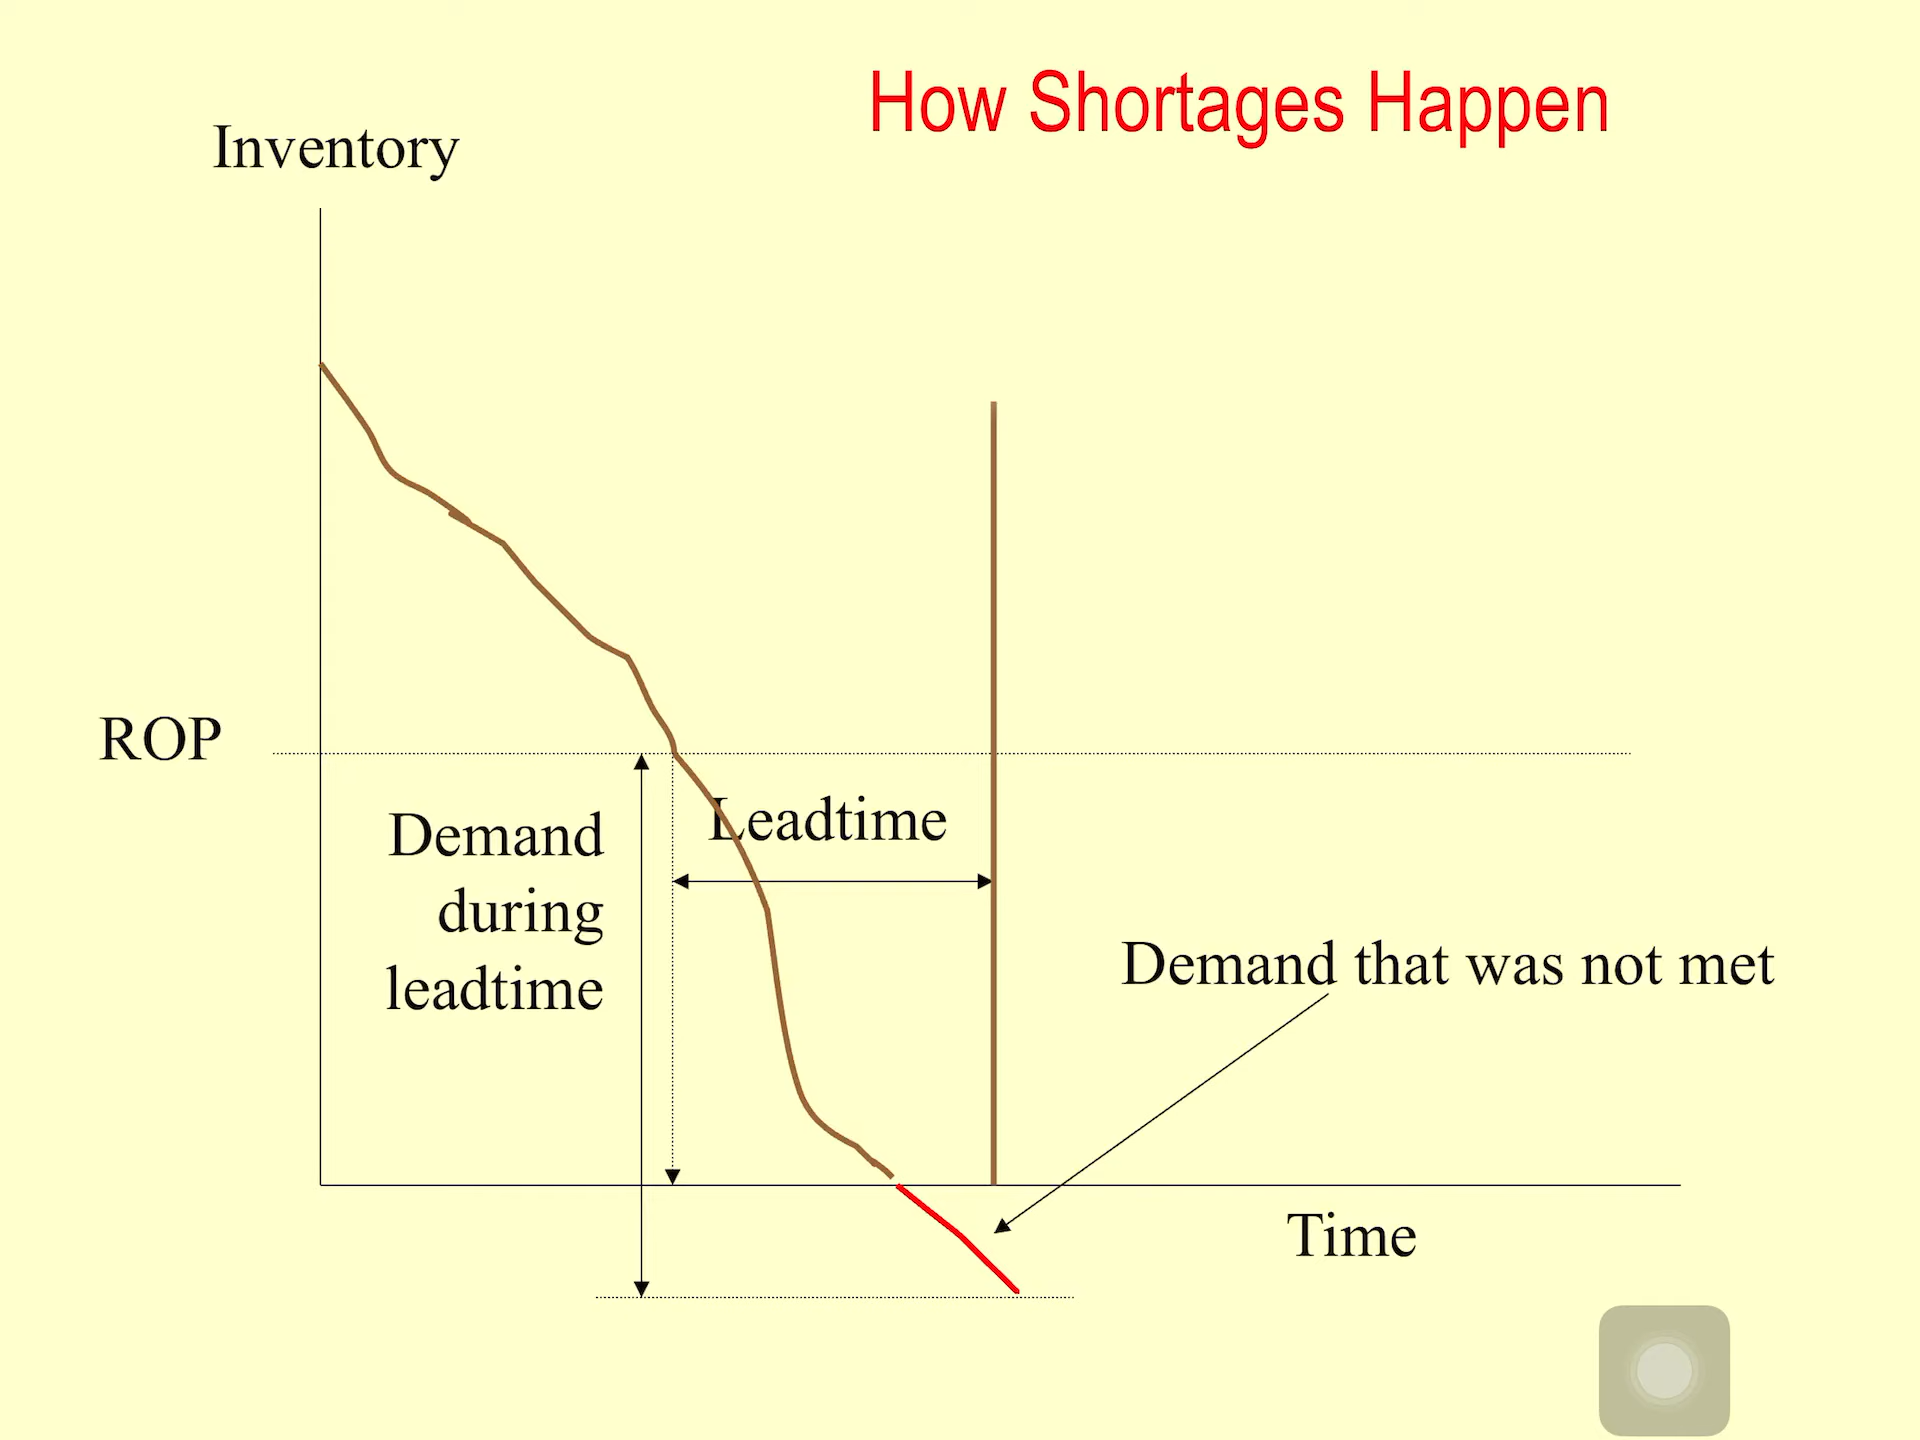 How Shortages Happen
Inventory
ROP
Leadtime
Demand
during
leadtime
Demand that was not met
Time